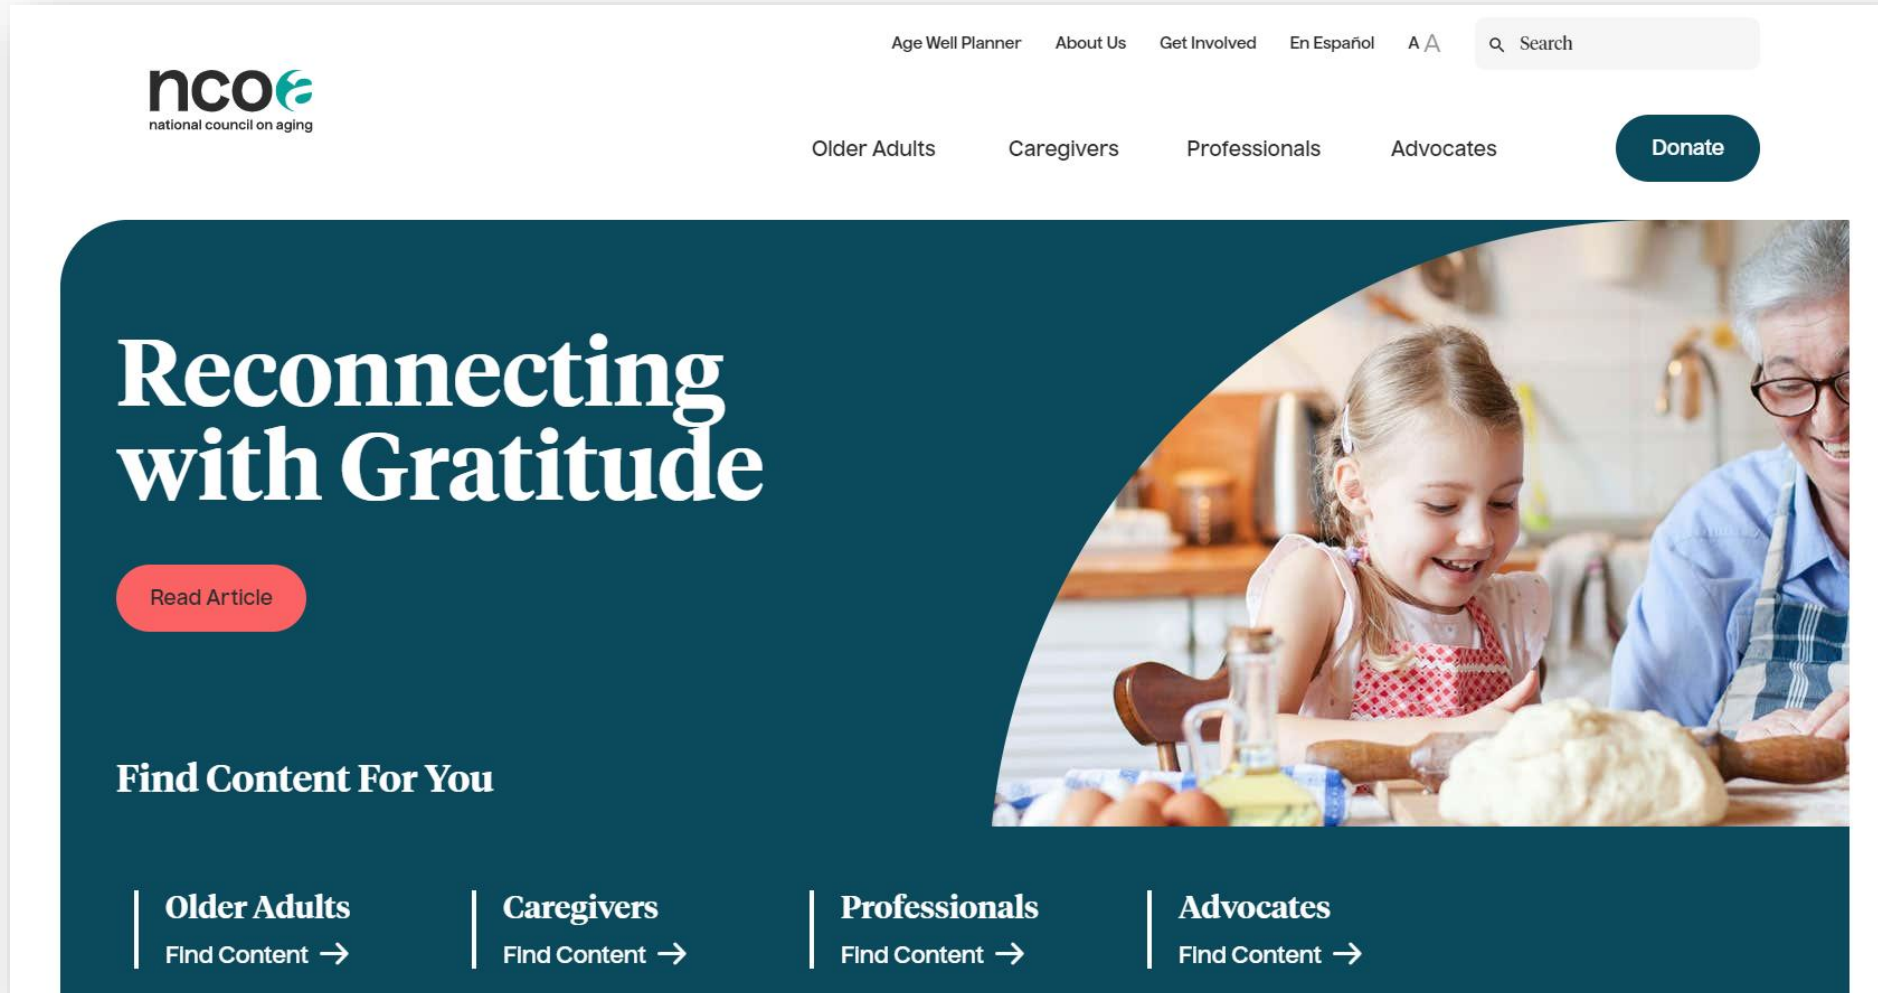 Age Well Planner About Us Get Involved En Español A A Search
ncoa
national council on aging
Older Adults Caregivers Professionals Advocates Donate
Reconnecting
with Gratitude
Read Article
Find Content For You
Older Adults Caregivers Professionals Advocates
Find Content → Find Content → Find Content → Find Content →